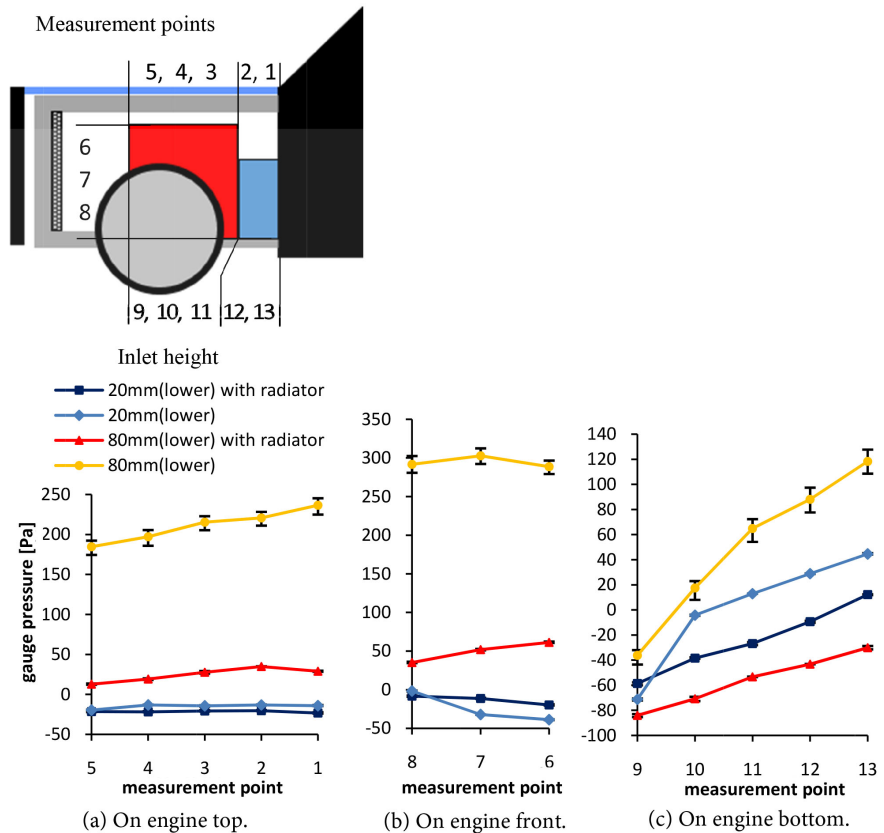 Measurement points
5, 4, 3 2, 1
6
7
8
9, 10, 11 12, 13
Inlet height
20mm(lower) with radiator
20mm(lower)
80mm(lower) with radiator
80mm(lower)
gauge pressure [Pa]
250
200
150
100
50
0
-50
5 4 3 2 1
measurement point
(a) On engine top.
350
300
250
200
150
100
50
0
-50
8 7 6
measurement point
(b) On engine front.
140
120
100
80
60
40
20
0
-20
-40
-60
-80
-100
9 10 11 12 13
measurement point
(c) On engine bottom.